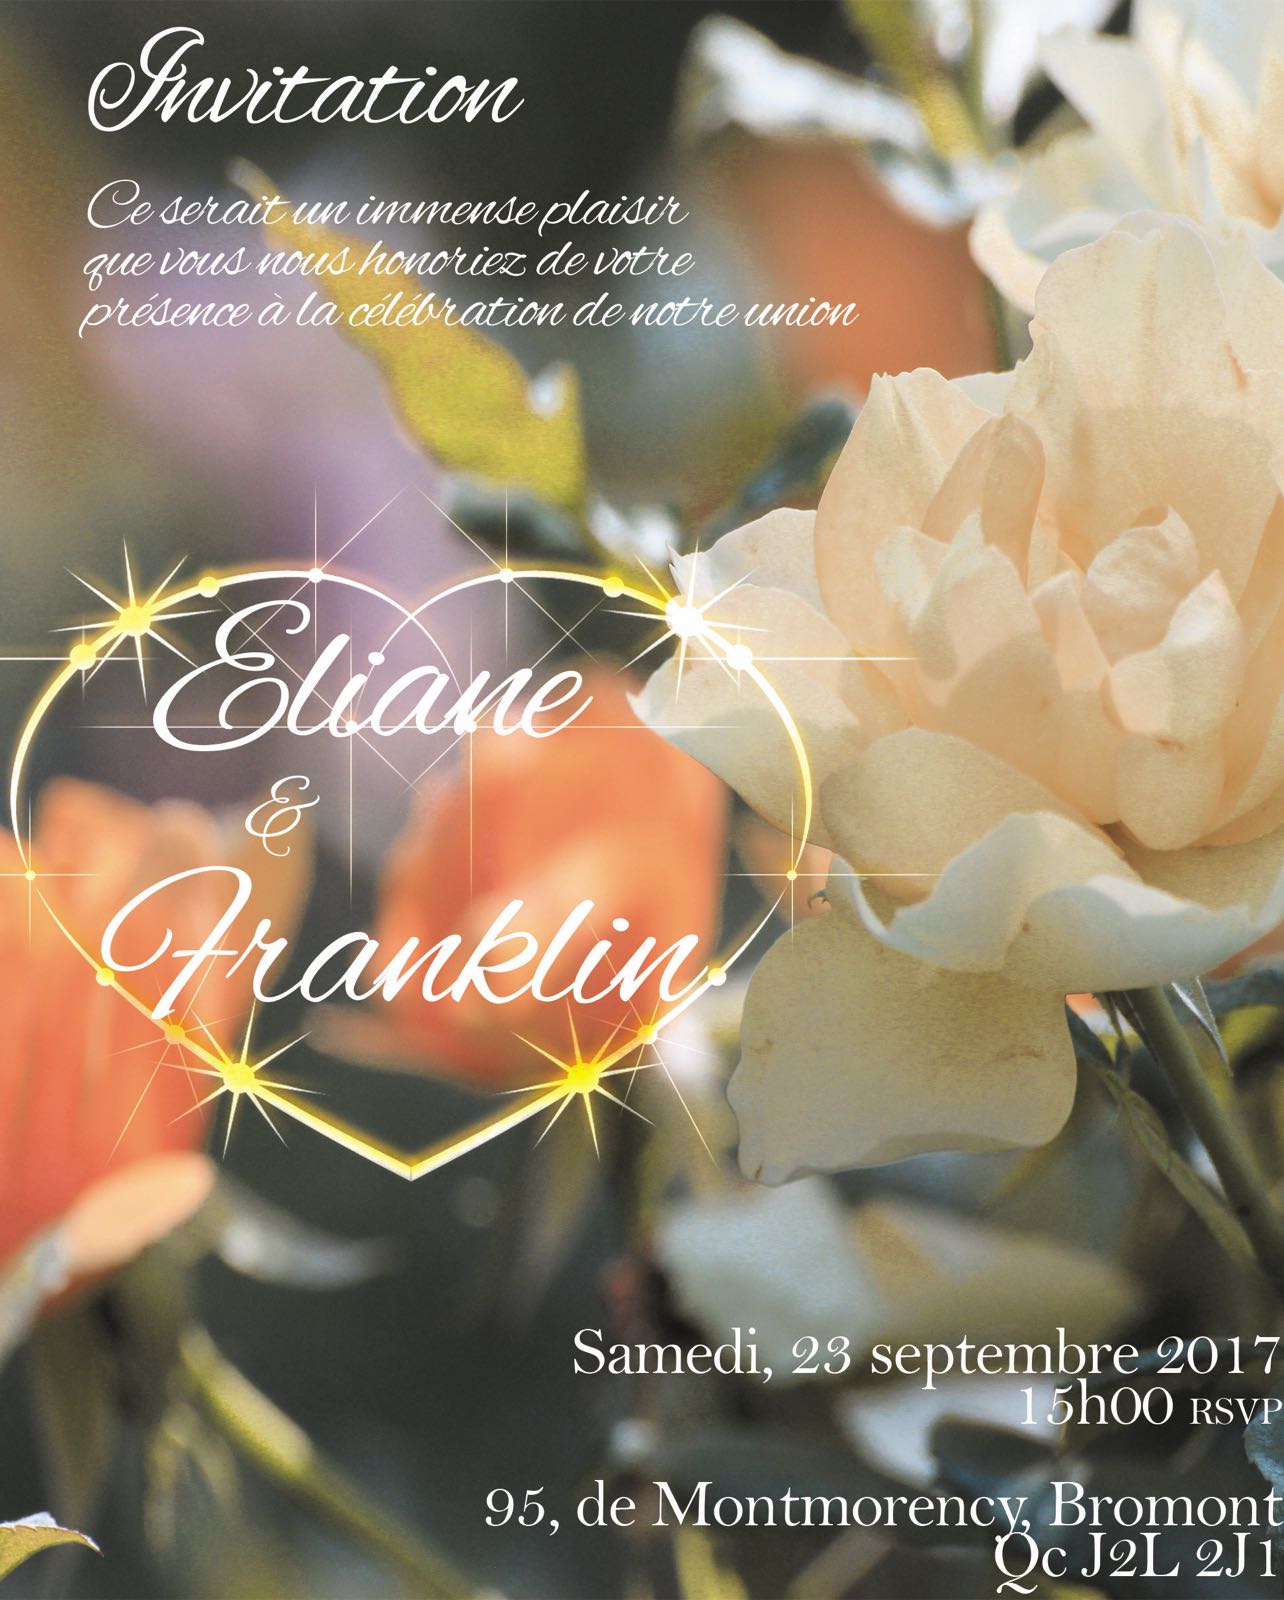 Invitation
Ce serait un immense plaisir
que vous nous honoriez de votre
présence à la célébration de notre union
Eliane
&
Franklin
Samedi, 23 septembre 2017
15h00 RSVP
95, de Montmorency, Bromont
Qc J2L 2J1